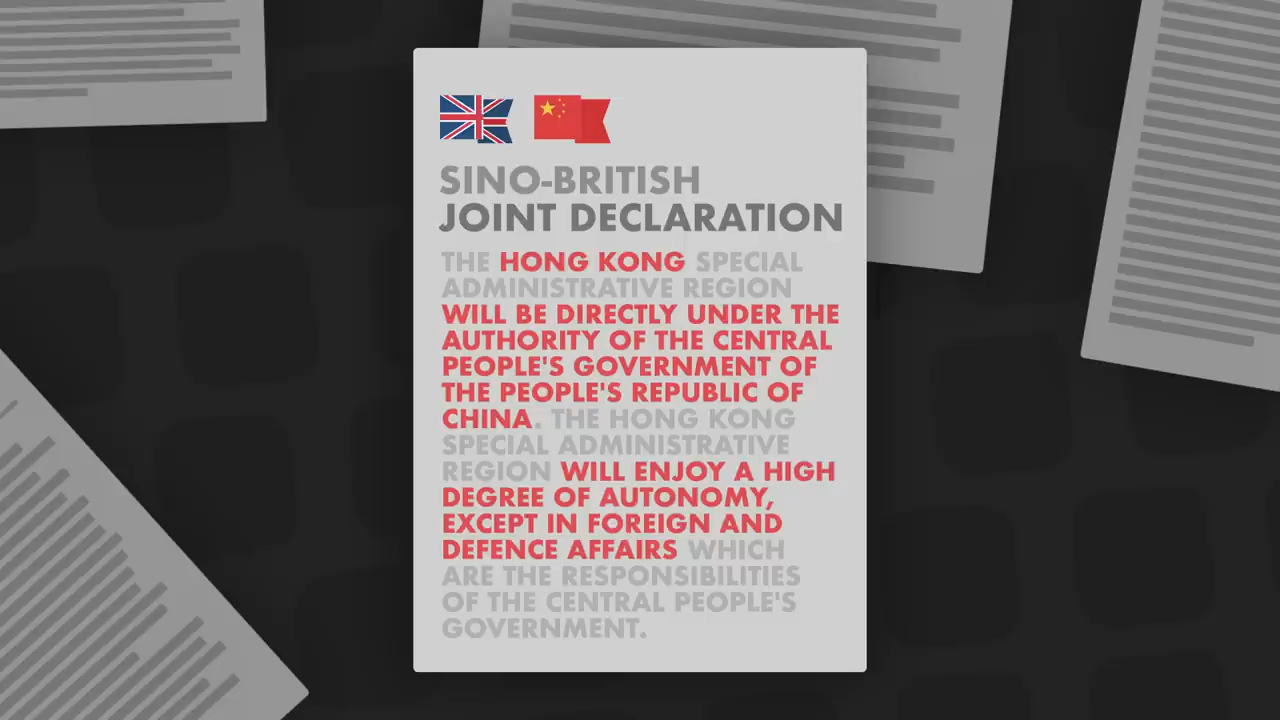 SINO-BRITISH
JOINT DECLARATION
THE HONG KONG SPECIAL
ADMINISTRATIVE REGION
WILL BE DIRECTLY UNDER THE
AUTHORITY OF THE CENTRAL
PEOPLE'S GOVERNMENT OF
THE PEOPLE'S REPUBLIC OF
CHINA. THE HONG KONG
SPECIAL ADMINISTRATIVE
REGION WILL ENJOY A HIGH
DEGREE OF AUTONOMY,
EXCEPT IN FOREIGN AND
DEFENCE AFFAIRS WHICH
ARE THE RESPONSIBILITIES
OF THE CENTRAL PEOPLE'S
GOVERNMENT.